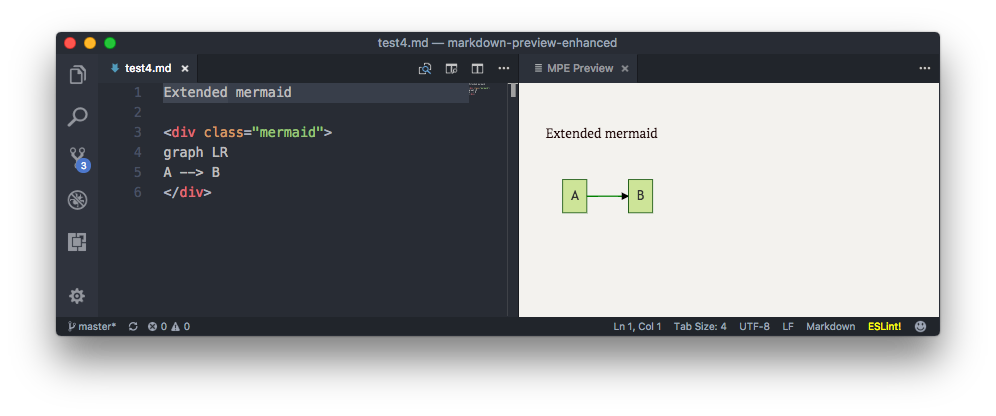 test4.md — markdown-preview-enhanced
test4.md ×
MPE Preview ×
1 Extended mermaid
2
3 <div class="mermaid">
4 graph LR
5 A --> B
6 </div>
Extended mermaid
A B
3
master* 0 0 Ln 1, Col 1 Tab Size: 4 UTF-8 LF Markdown ESLint!